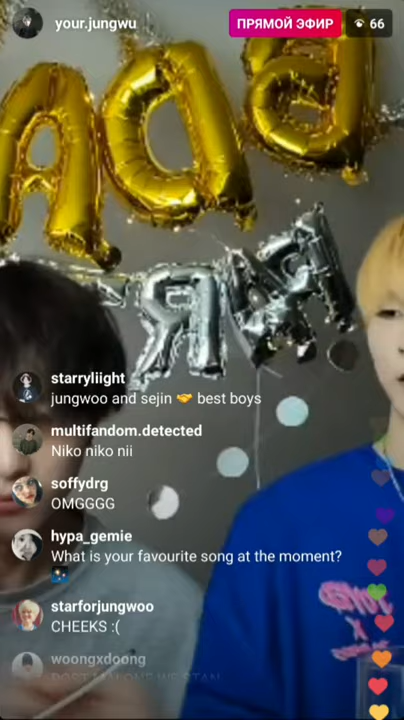 your.jungwu
ПРЯМОЙ ЭФИР
66
starryliight
jungwoo and sejin 🤝 best boys
multifandom.detected
Niko niko nii
soffydrg
OMGGGG
hypa_gemie
What is your favourite song at the moment?
🌃
starforjungwoo
CHEEKS :(
woongxdoong